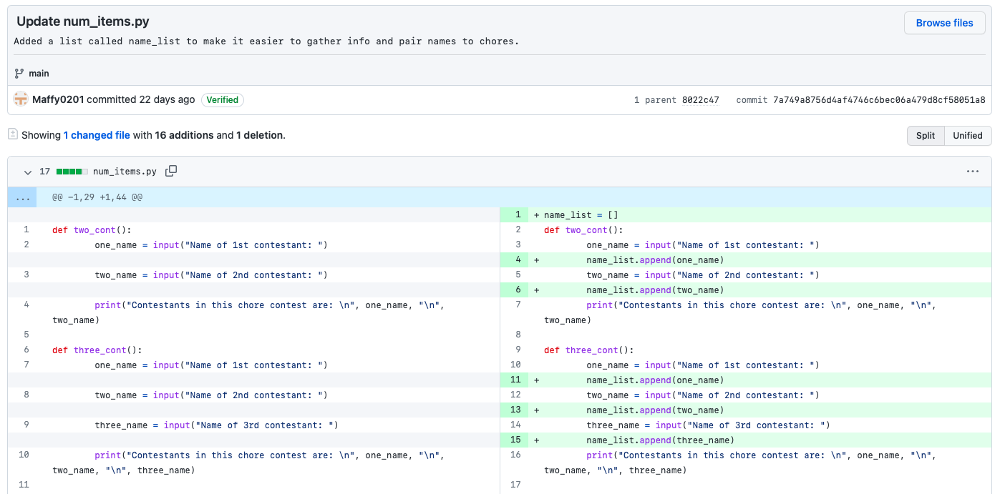 Update num_items.py
Browse files
Added a list called name_list to make it easier to gather info and pair names to chores.
main
Maffy0201 committed 22 days ago Verified 1 parent 8022c47 commit 7a749a8756d4af4746c6bec06a479d8cf58051a8
Showing 1 changed file with 16 additions and 1 deletion.
Split Unified
17 num_items.py
... @@ -1,29 +1,44 @@
1 + name_list = []
1 def two_cont(): 2 def two_cont():
2 one_name = input("Name of 1st contestant: ") 3 one_name = input("Name of 1st contestant: ")
4 + name_list.append(one_name)
3 two_name = input("Name of 2nd contestant: ") 5 two_name = input("Name of 2nd contestant: ")
6 + name_list.append(two_name)
4 print("Contestants in this chore contest are: \n", one_name, "\n", 7 print("Contestants in this chore contest are: \n", one_name, "\n",
two_name) two_name)
5 8
6 def three_cont(): 9 def three_cont():
7 one_name = input("Name of 1st contestant: ") 10 one_name = input("Name of 1st contestant: ")
11 + name_list.append(one_name)
8 two_name = input("Name of 2nd contestant: ") 12 two_name = input("Name of 2nd contestant: ")
13 + name_list.append(two_name)
9 three_name = input("Name of 3rd contestant: ") 14 three_name = input("Name of 3rd contestant: ")
15 + name_list.append(three_name)
10 print("Contestants in this chore contest are: \n", one_name, "\n", 16 print("Contestants in this chore contest are: \n", one_name, "\n",
two_name, "\n", three_name) two_name, "\n", three_name)
11 17